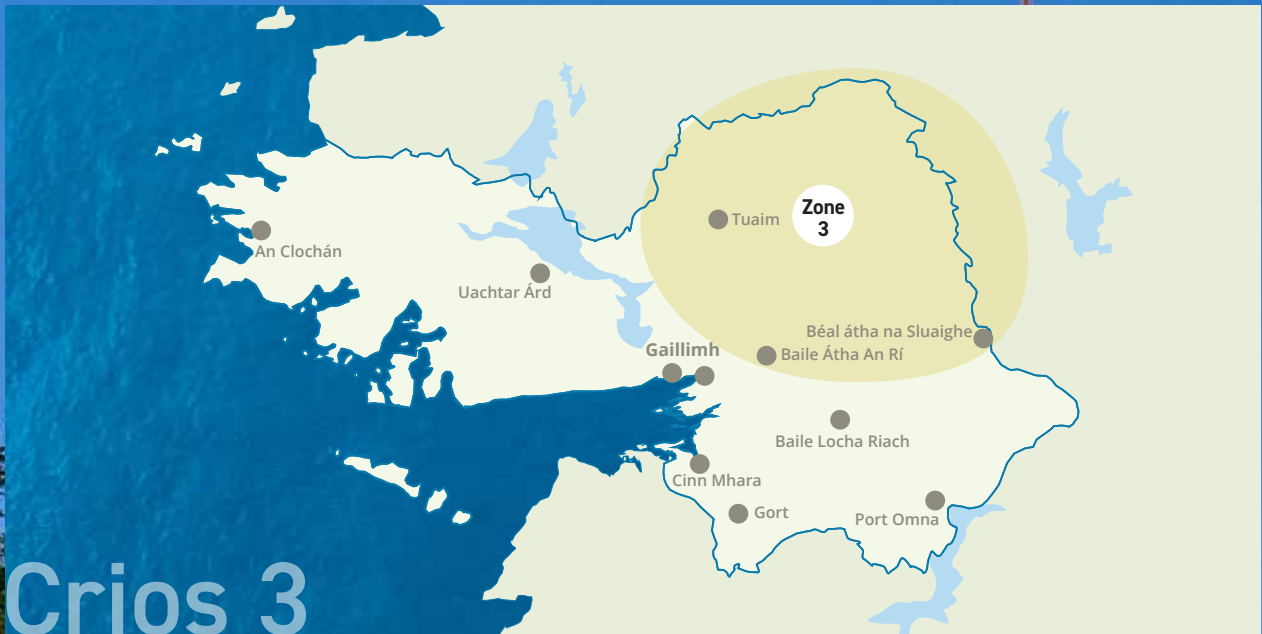 Zone
3
Tuaim
An Clochán
Uachtar Árd
Béal átha na Sluaighe
Gaillimh
Baile Átha An Rí
Baile Locha Riach
Cinn Mhara
Gort
Port Omna
Crios 3